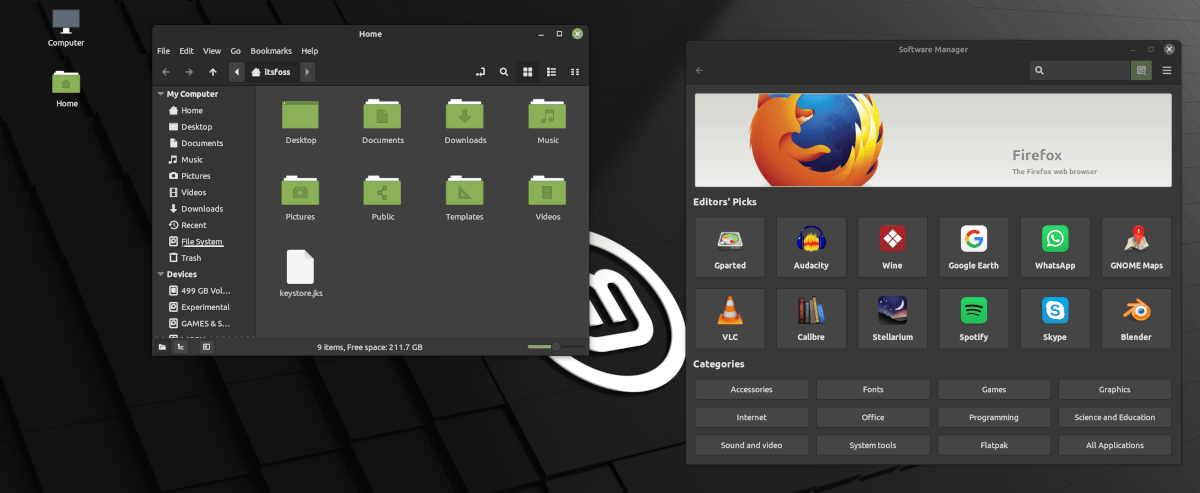 Computer
Home
Home
File Edit View Go Bookmarks Help
itsfoss
My Computer
Home
Desktop
Documents
Music
Pictures
Videos
Downloads
Recent
File System
Trash
Devices
499 GB Vol...
Experimental
GAMES & S...
Desktop Documents Downloads Music
Pictures Public Templates Videos
keystore.jks
9 items, Free space: 211.7 GB
Software Manager
Firefox
The Firefox web browser
Editors' Picks
Gparted Audacity Wine Google Earth WhatsApp GNOME Maps
VLC Calibre Stellarium Spotify Skype Blender
Categories
Accessories Fonts Games Graphics
Internet Office Programming Science and Education
Sound and video System tools Flatpak All Applications